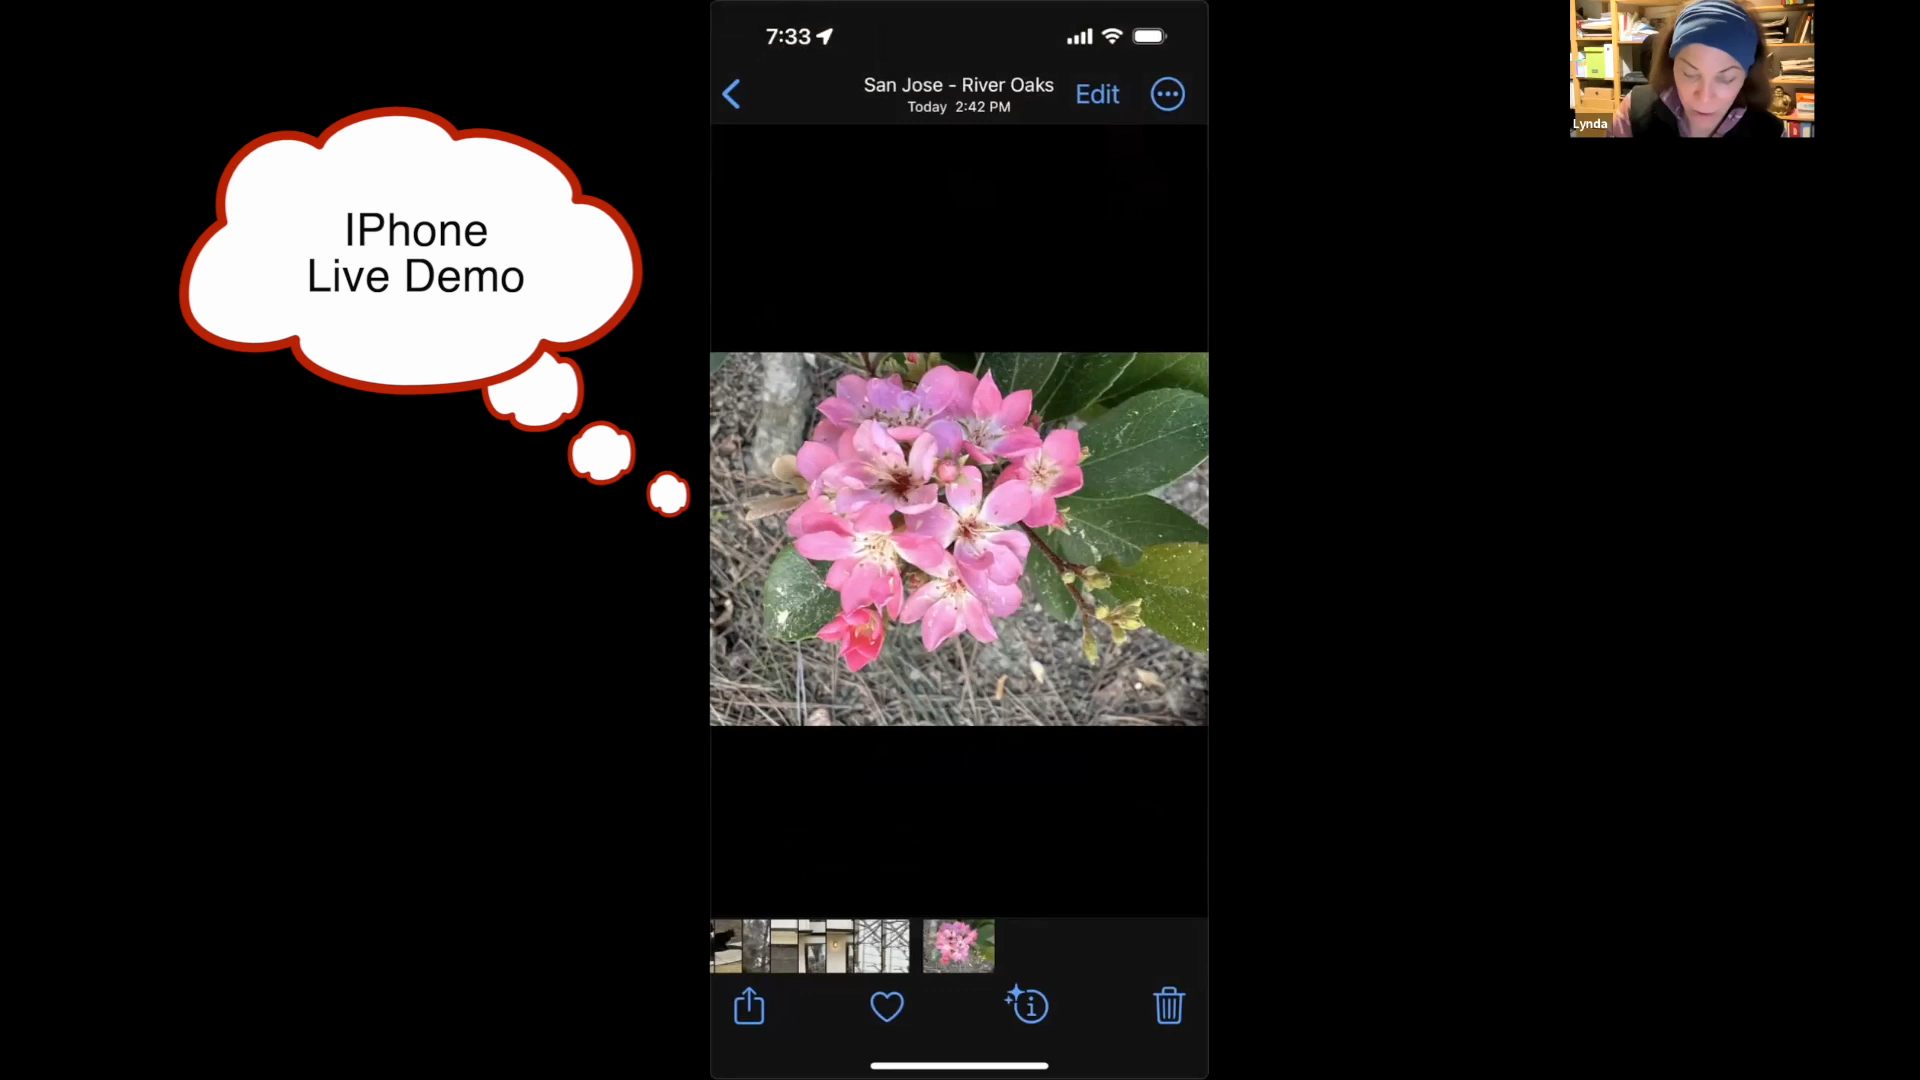 IPhone
Live Demo
7:33
San Jose - River Oaks
Today 2:42 PM
Edit
Lynda